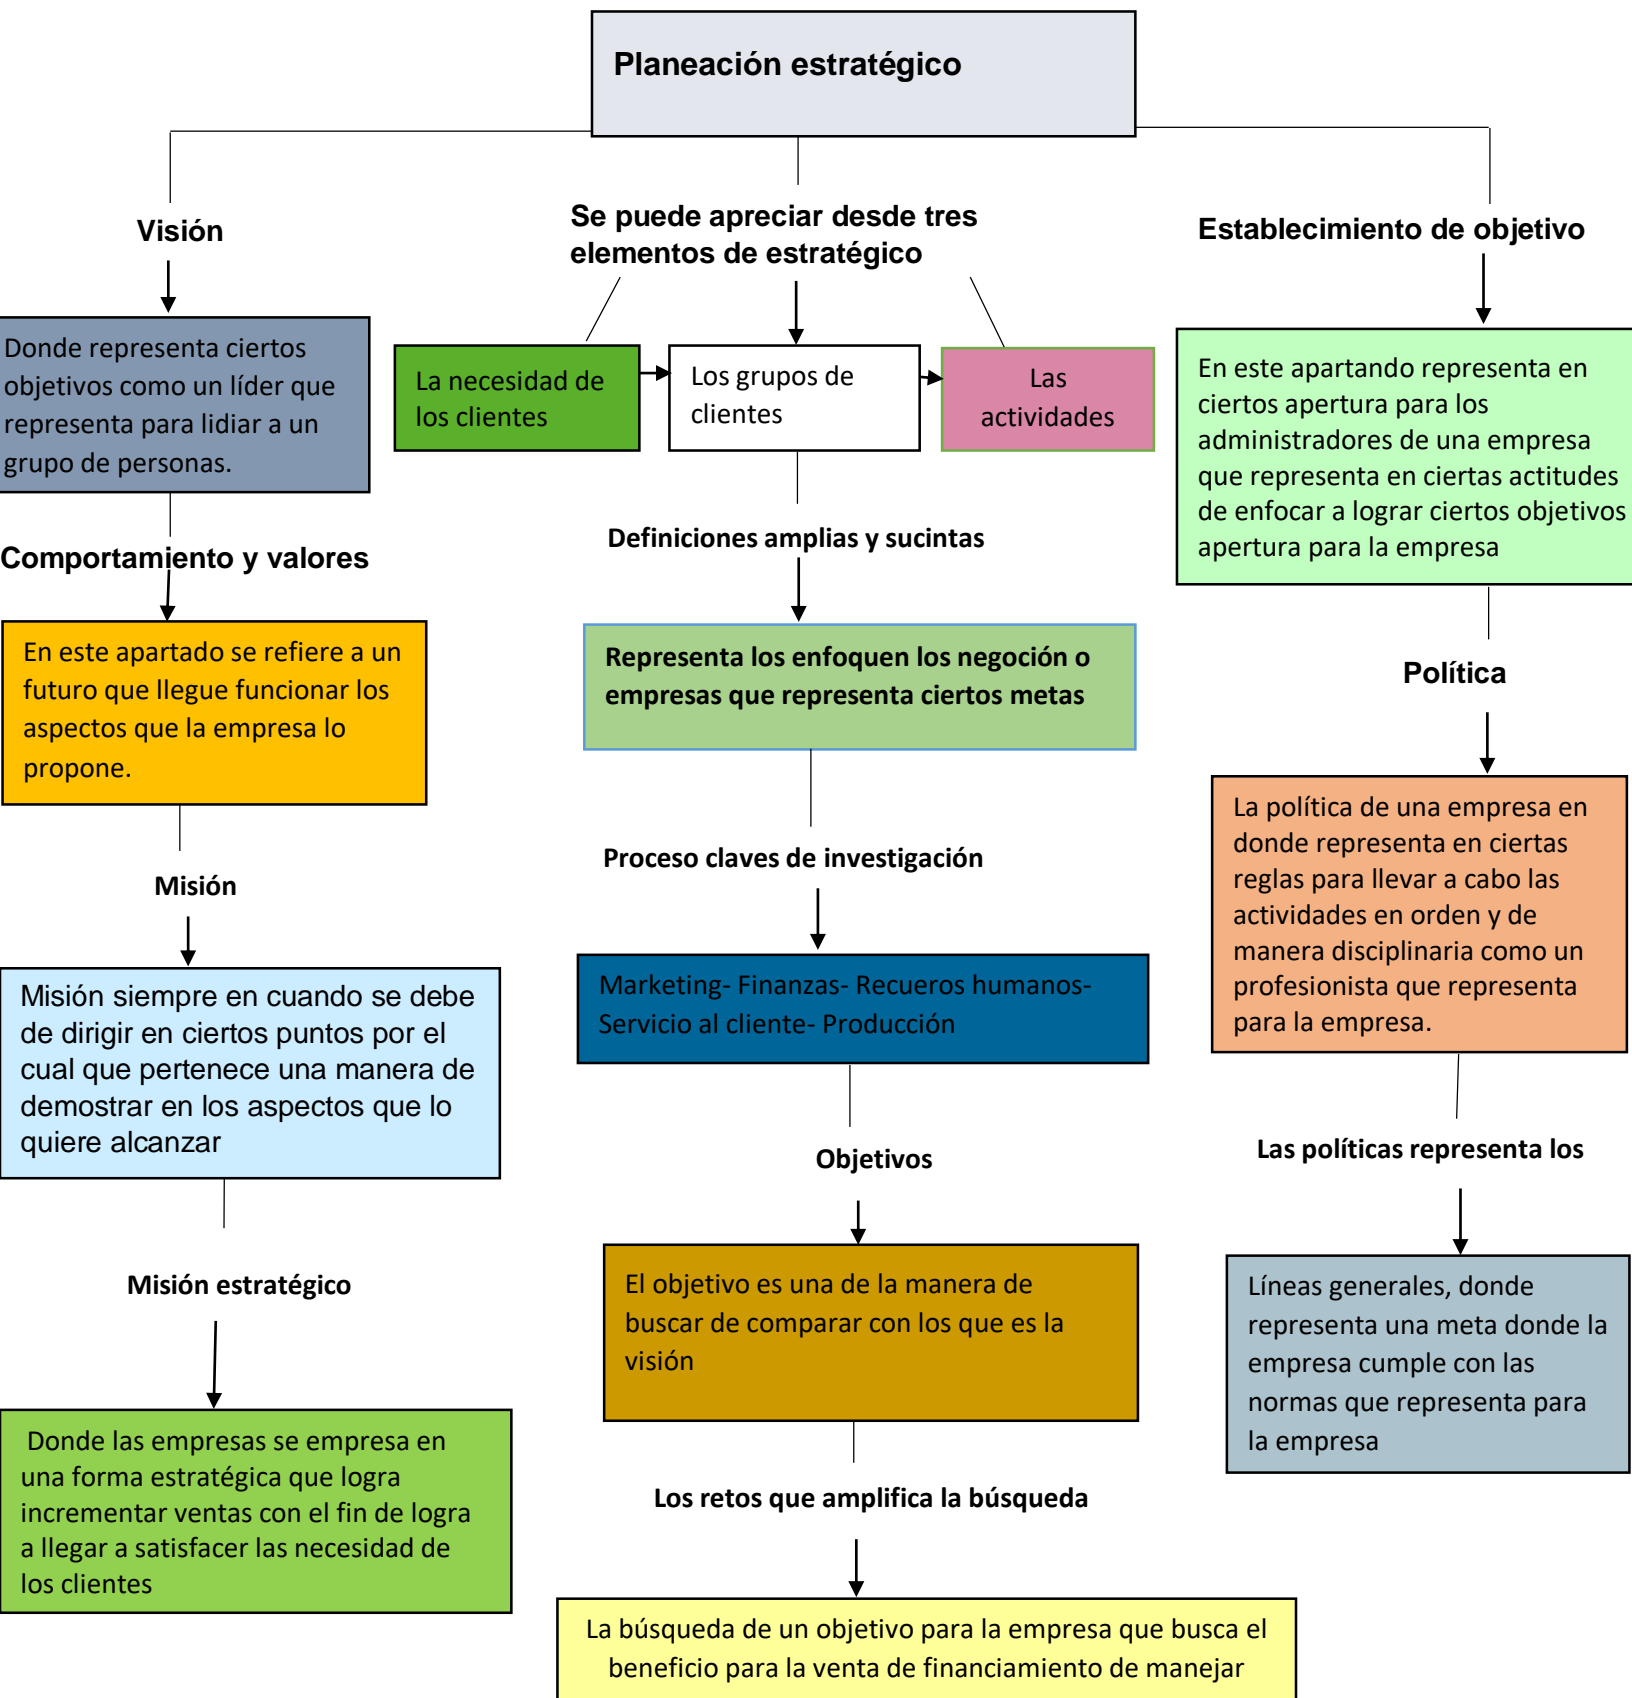 Planeación estratégico
Visión
Donde representa ciertos
objetivos como un líder que
representa para lidiar a un
grupo de personas.
Comportamiento y valores
En este apartado se refiere a un
futuro que llegue funcionar los
aspectos que la empresa lo
propone.
Misión
Misión siempre en cuando se debe
de dirigir en ciertos puntos por el
cual que pertenece una manera de
demostrar en los aspectos que lo
quiere alcanzar
Misión estratégico
Donde las empresas se empresa en
una forma estratégica que logra
incrementar ventas con el fin de logra
a llegar a satisfacer las necesidad de
los clientes
Se puede apreciar desde tres
elementos de estratégico
La necesidad de
los clientes
Los grupos de
clientes
Las
actividades
Definiciones amplias y sucintas
Representa los enfoquen los negoción o
empresas que representa ciertos metas
Proceso claves de investigación
Marketing- Finanzas- Recueros humanos-
Servicio al cliente- Producción
Objetivos
El objetivo es una de la manera de
buscar de comparar con los que es la
visión
Los retos que amplifica la búsqueda
La búsqueda de un objetivo para la empresa que busca el
beneficio para la venta de financiamiento de manejar
Establecimiento de objetivo
En este apartando representa en
ciertos apertura para los
administradores de una empresa
que representa en ciertas actitudes
de enfocar a lograr ciertos objetivos
apertura para la empresa
Política
La política de una empresa en
donde representa en ciertas
reglas para llevar a cabo las
actividades en orden y de
manera disciplinaria como un
profesionista que representa
para la empresa.
Las políticas representa los
Líneas generales, donde
representa una meta donde la
empresa cumple con las
normas que representa para
la empresa